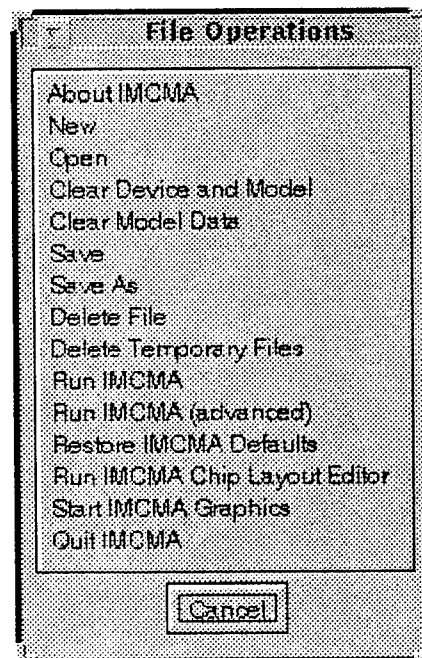 File Operations
About IMCMA
New
Open
Clear Device and Model
Clear Model Data
Save
Save As
Delete File
Delete Temporary Files
Run IMCMA
Run IMCMA (advanced)
Restore IMCMA Defaults
Run IMCMA Chip Layout Editor
Start IMCMA Graphics
Quit IMCMA
Cancel